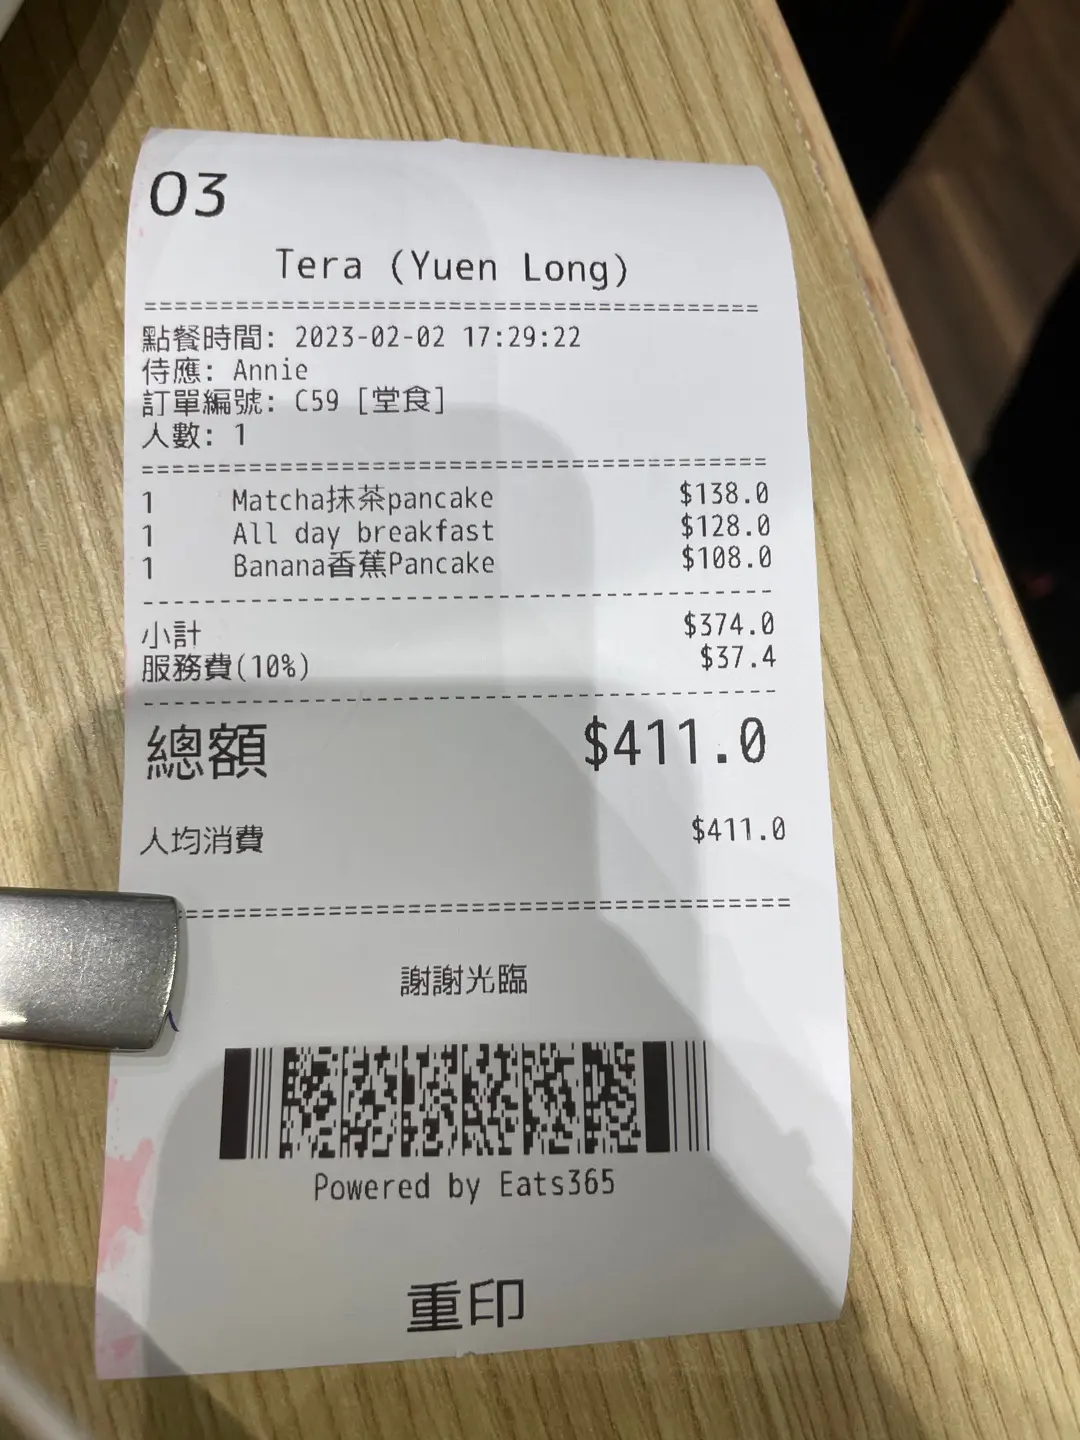 03
Tera (Yuen Long)
========================================
點餐時間: 2023-02-02 17:29:22
侍應: Annie
訂單編號: C59 [堂食]
人數: 1
========================================
1 Matcha抹茶pancake $138.0
1 All day breakfast $128.0
1 Banana香蕉Pancake $108.0
----------------------------------------
小計 $374.0
服務費(10%) $37.4
----------------------------------------
總額 $411.0
人均消費 $411.0
========================================
謝謝光臨
Powered by Eats365
重印